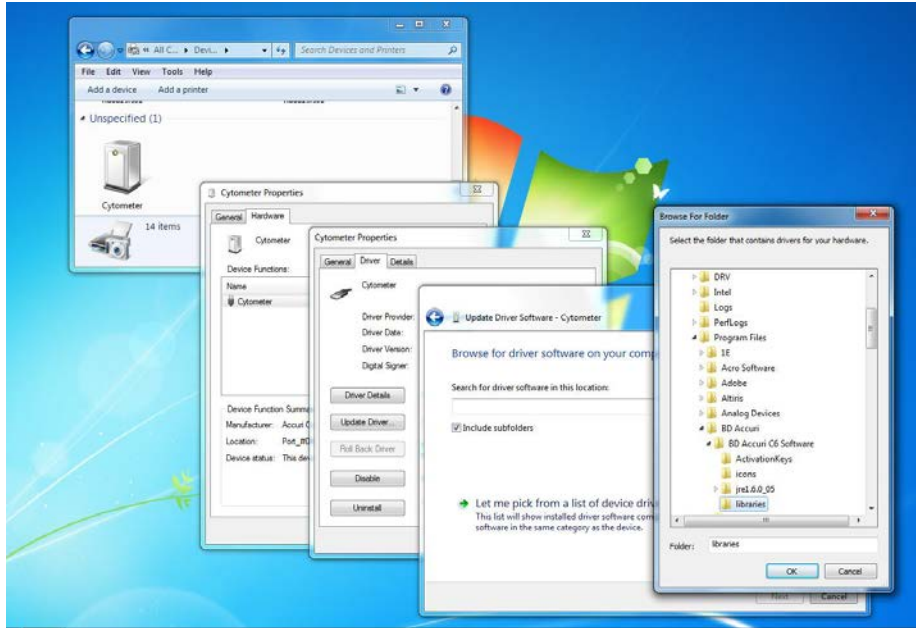 All C... ▸ Devi... ▸
Search Devices and Printers
File Edit View Tools Help
Add a device Add a printer
Unspecified (1)
Cytometer
14 items
Cytometer Properties
General Hardware
Cytometer
Device Functions:
Name
Cytometer
Device Function Summa
Manufacturer: Accuri C
Location: Port_#0
Device status: This dev
Cytometer Properties
General Driver Details
Cytometer
Driver Provider:
Driver Date:
Driver Version:
Digital Signer:
Driver Details
Update Driver...
Roll Back Driver
Disable
Uninstall
Update Driver Software - Cytometer
Browse for driver software on your comp
Search for driver software in this location:
Include subfolders
Let me pick from a list of device driv
This list will show installed driver software com
software in the same category as the device.
Next Cancel
Browse For Folder
Select the folder that contains drivers for your hardware.
DRV
Intel
Logs
PerfLogs
Program Files
1E
Acro Software
Adobe
Altiris
Analog Devices
BD Accuri
BD Accuri C6 Software
ActivationKeys
icons
jre1.6.0_05
libraries
Folder: libraries
OK Cancel